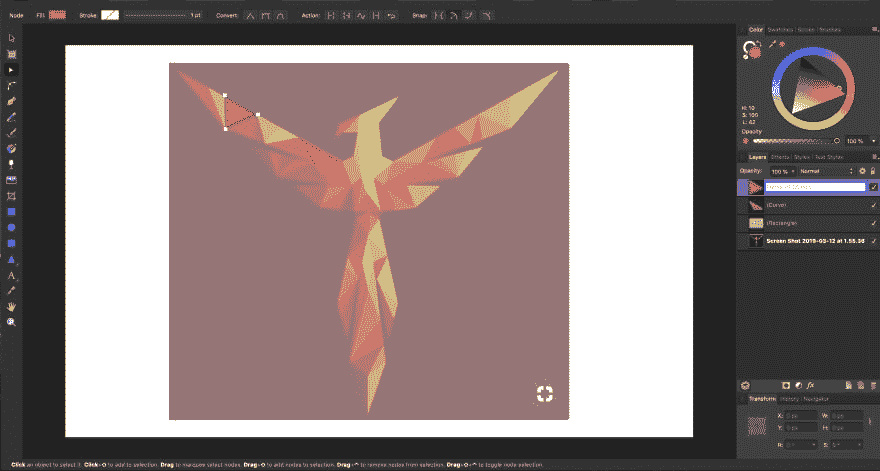 Node Fill: Stroke: 1 pt Convert: Action: Snap:
Color Swatches Stroke Brushes
H: 10
S: 100
L: 62
Opacity
100 %
Layers Effects Styles Text Styles
Opacity: 100 % Normal
(Curve)
(Rectangle)
Screen Shot 2019-03-12 at 1.55.36
fx
Transform History Navigator
X: 0 px W: 0 px
Y: 0 px H: 0 px
R: S:
Click an object to select it. Click+ to add to selection. Drag to marquee select nodes. Drag+ to add nodes to selection. Drag+ to remove nodes from selection. Drag+ to toggle node selection.